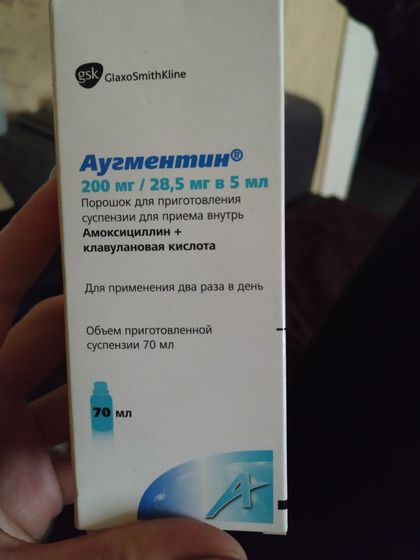 gsk GlaxoSmithKline
Аугментин®
200 мг / 28,5 мг в 5 мл
Порошок для приготовления
суспензии для приема внутрь
Амоксициллин +
клавулановая кислота
Для применения два раза в день
Объем приготовленной
суспензии 70 мл
70 мл
A